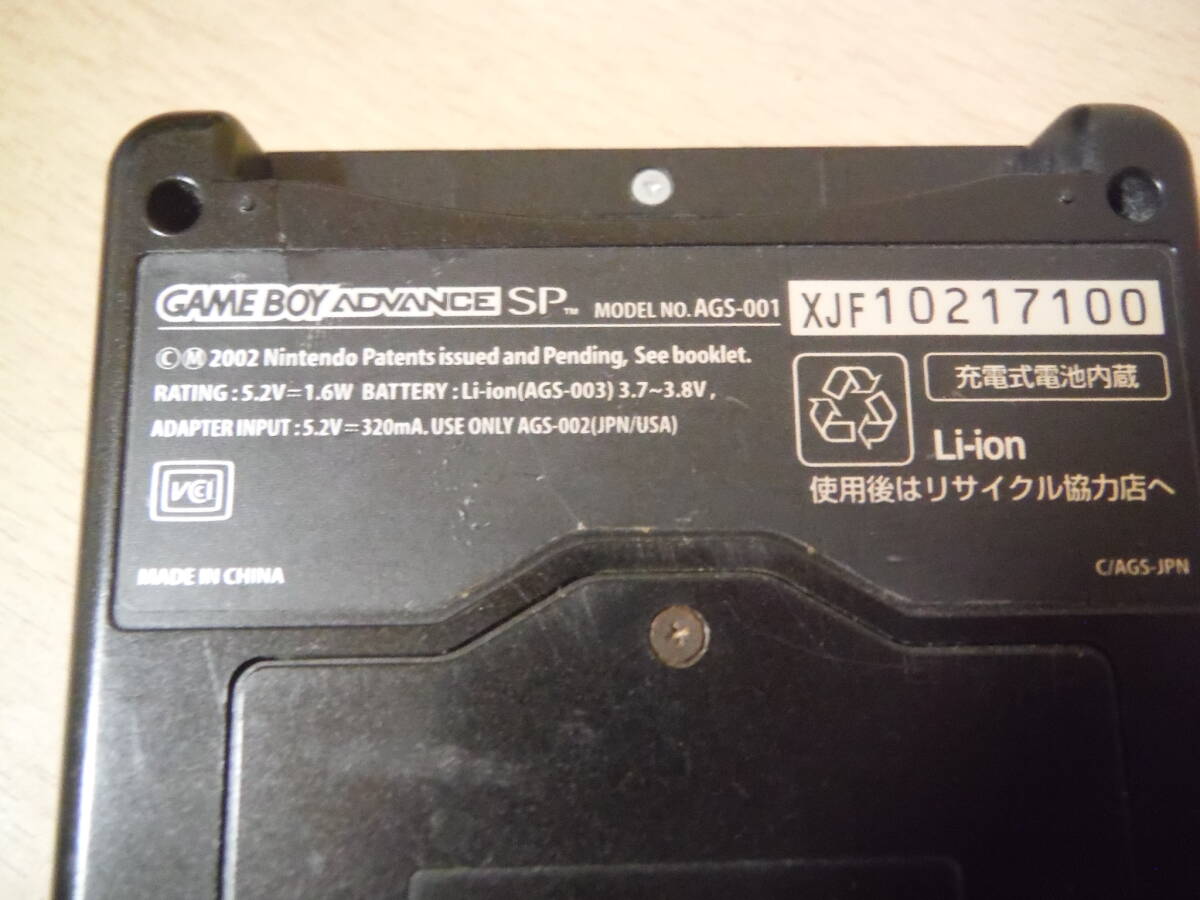 GAME BOY ADVANCE SP™ MODEL NO. AGS-001 XJF10217100
ⒸⓂ 2002 Nintendo Patents issued and Pending, See booklet.
RATING : 5.2V⎓1.6W BATTERY : Li-ion(AGS-003) 3.7~3.8V,
ADAPTER INPUT : 5.2V⎓320mA. USE ONLY AGS-002(JPN/USA)
VCI
MADE IN CHINA
充電式電池内蔵
Li-ion
使用後はリサイクル協力店へ
C/AGS-JPN